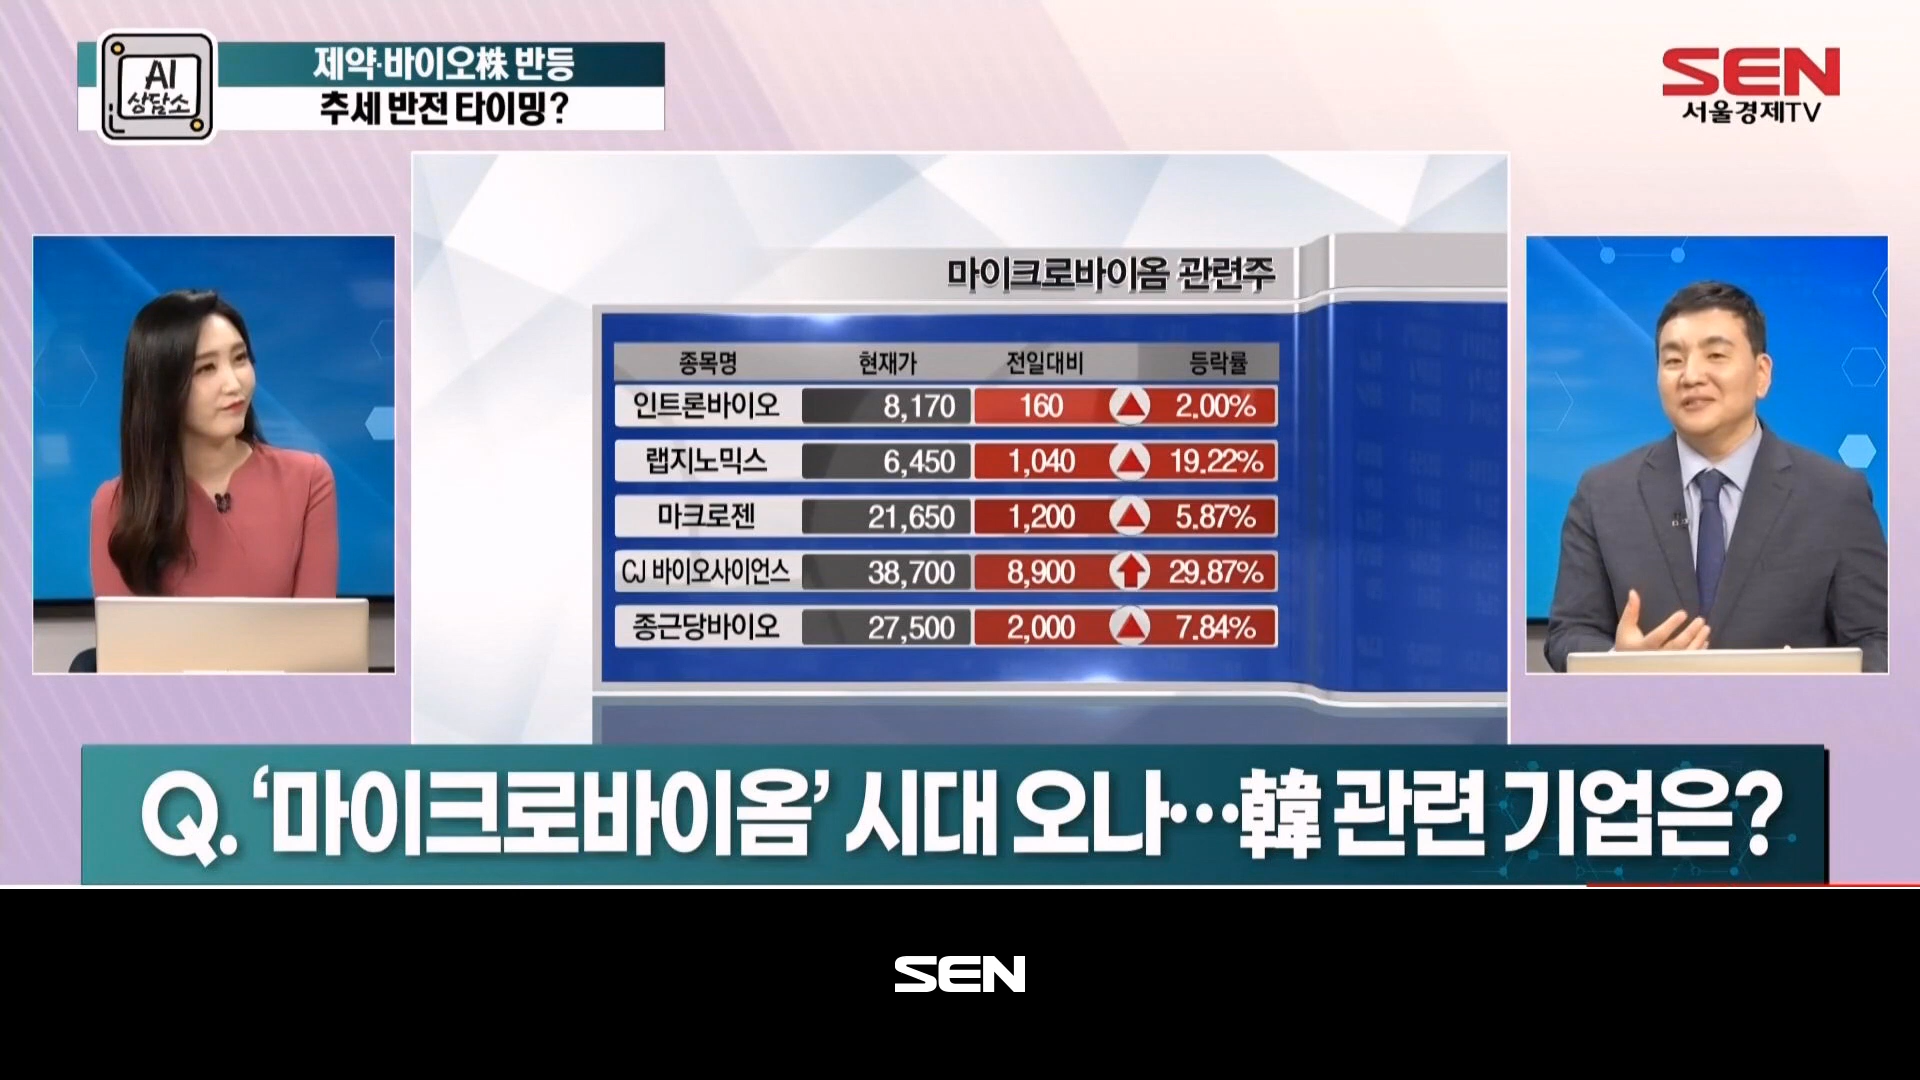 AI
상담소
제약·바이오株 반등
추세 반전 타이밍?
SEN
서울경제TV
마이크로바이옴 관련주
종목명 현재가 전일대비 등락률
인트론바이오 8,170 160 2.00%
랩지노믹스 6,450 1,040 19.22%
마크로젠 21,650 1,200 5.87%
CJ 바이오사이언스 38,700 8,900 29.87%
종근당바이오 27,500 2,000 7.84%
Q. ‘마이크로바이옴’ 시대 오나…韓 관련 기업은?
SEN